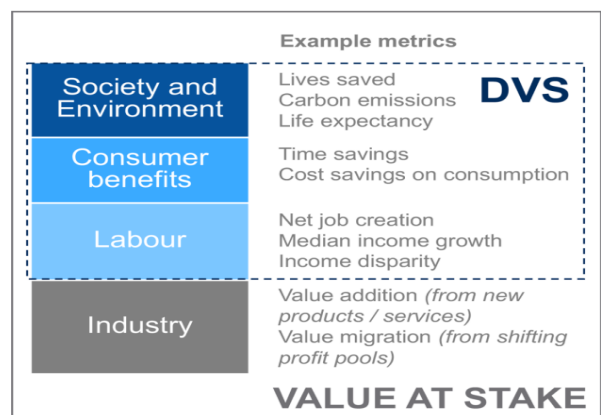 Example metrics
Society and
Environment
Lives saved
Carbon emissions
Life expectancy
DVS
Consumer
benefits
Time savings
Cost savings on consumption
Labour
Net job creation
Median income growth
Income disparity
Industry
Value addition (from new
products / services)
Value migration (from shifting
profit pools)
VALUE AT STAKE